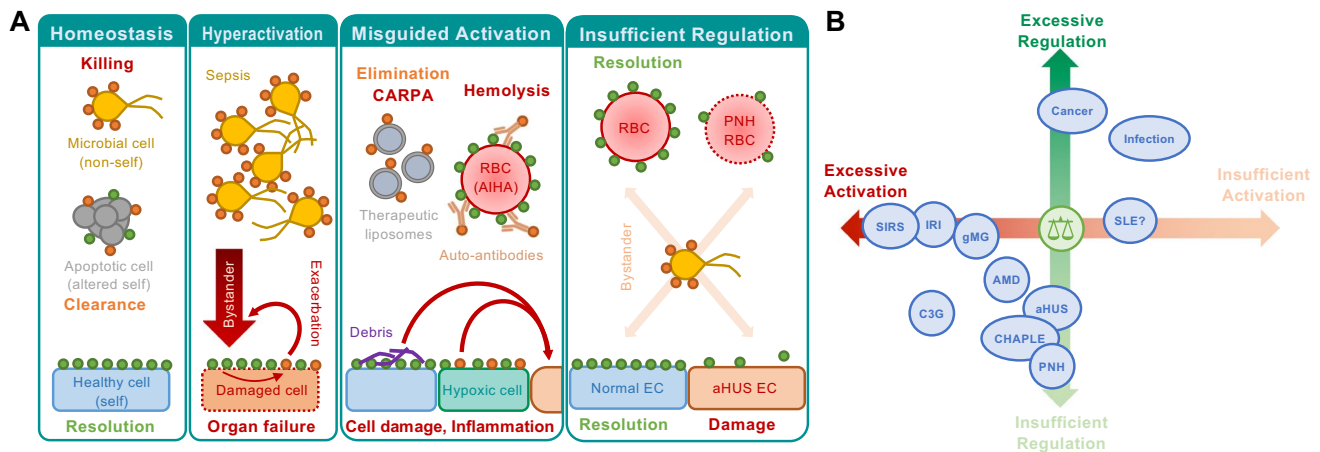 A
Homeostasis
Killing
Microbial cell
(non-self)
Apoptotic cell
(altered self)
Clearance
Healthy cell
(self)
Resolution
Hyperactivation
Sepsis
Bystander
Exacerbation
Damaged cell
Organ failure
Misguided Activation
Elimination
CARPA
Hemolysis
RBC
(AIHA)
Therapeutic
liposomes
Auto-antibodies
Debris
Hypoxic cell
Cell damage, Inflammation
Insufficient Regulation
Resolution
RBC
PNH
RBC
Bystander
Normal EC
aHUS EC
Resolution
Damage
B
Excessive
Regulation
Cancer
Infection
Excessive
Activation
Insufficient
Activation
SIRS
IRI
gMG
SLE?
AMD
C3G
aHUS
CHAPLE
PNH
Insufficient
Regulation